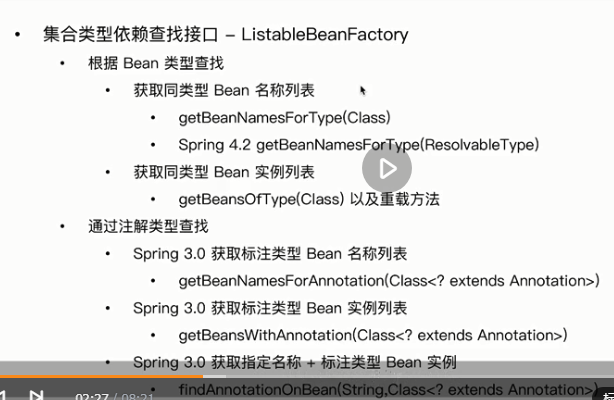 集合类型依赖查找接口 – ListableBeanFactory
根据 Bean 类型查找
获取同类型 Bean 名称列表
getBeanNamesForType(Class)
Spring 4.2 getBeanNamesForType(ResolvableType)
获取同类型 Bean 实例列表
getBeansOfType(Class) 以及重载方法
通过注解类型查找
Spring 3.0 获取标注类型 Bean 名称列表
getBeanNamesForAnnotation(Class<? extends Annotation>)
Spring 3.0 获取标注类型 Bean 实例列表
getBeansWithAnnotation(Class<? extends Annotation>)
Spring 3.0 获取指定名称 + 标注类型 Bean 实例
findAnnotationOnBean(String,Class<? extends Annotation>)
02:27 / 08:21